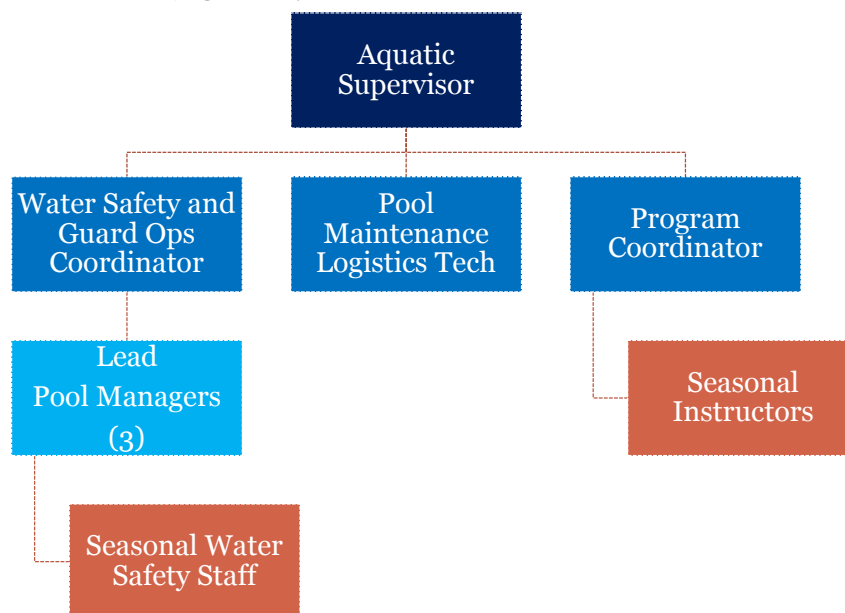 Aquatic
Supervisor
Water Safety and
Guard Ops
Coordinator
Pool
Maintenance
Logistics Tech
Program
Coordinator
Lead
Pool Managers
(3)
Seasonal
Instructors
Seasonal Water
Safety Staff